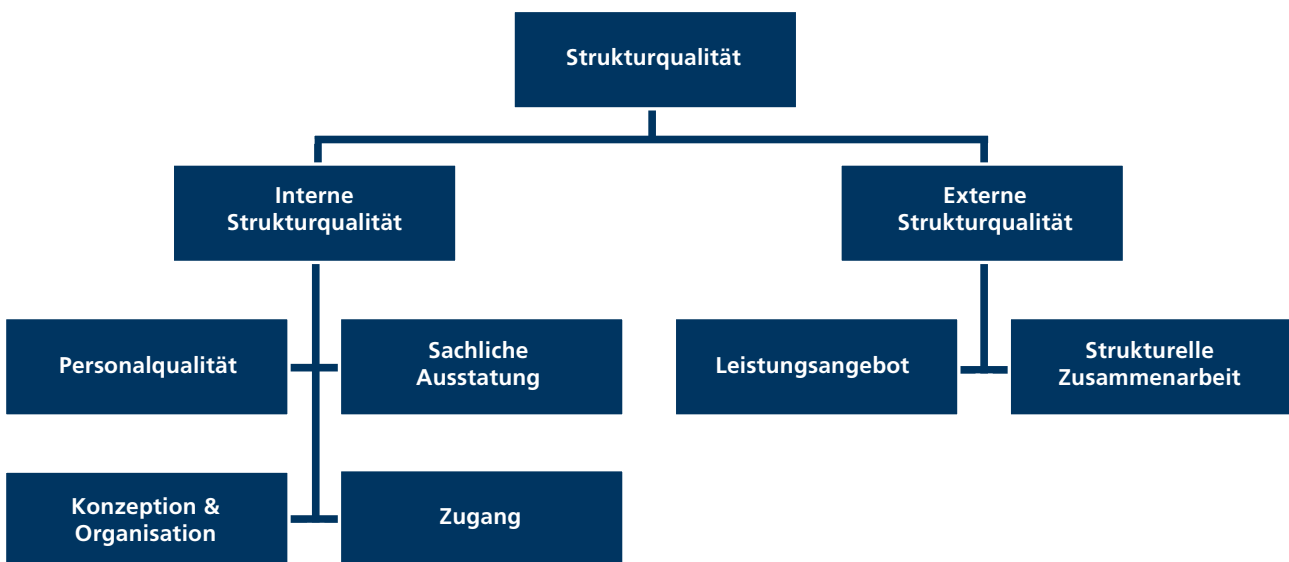 Strukturqualität
Interne
Strukturqualität
Externe
Strukturqualität
Personalqualität
Sachliche
Ausstatung
Leistungsangebot
Strukturelle
Zusammenarbeit
Konzeption &
Organisation
Zugang